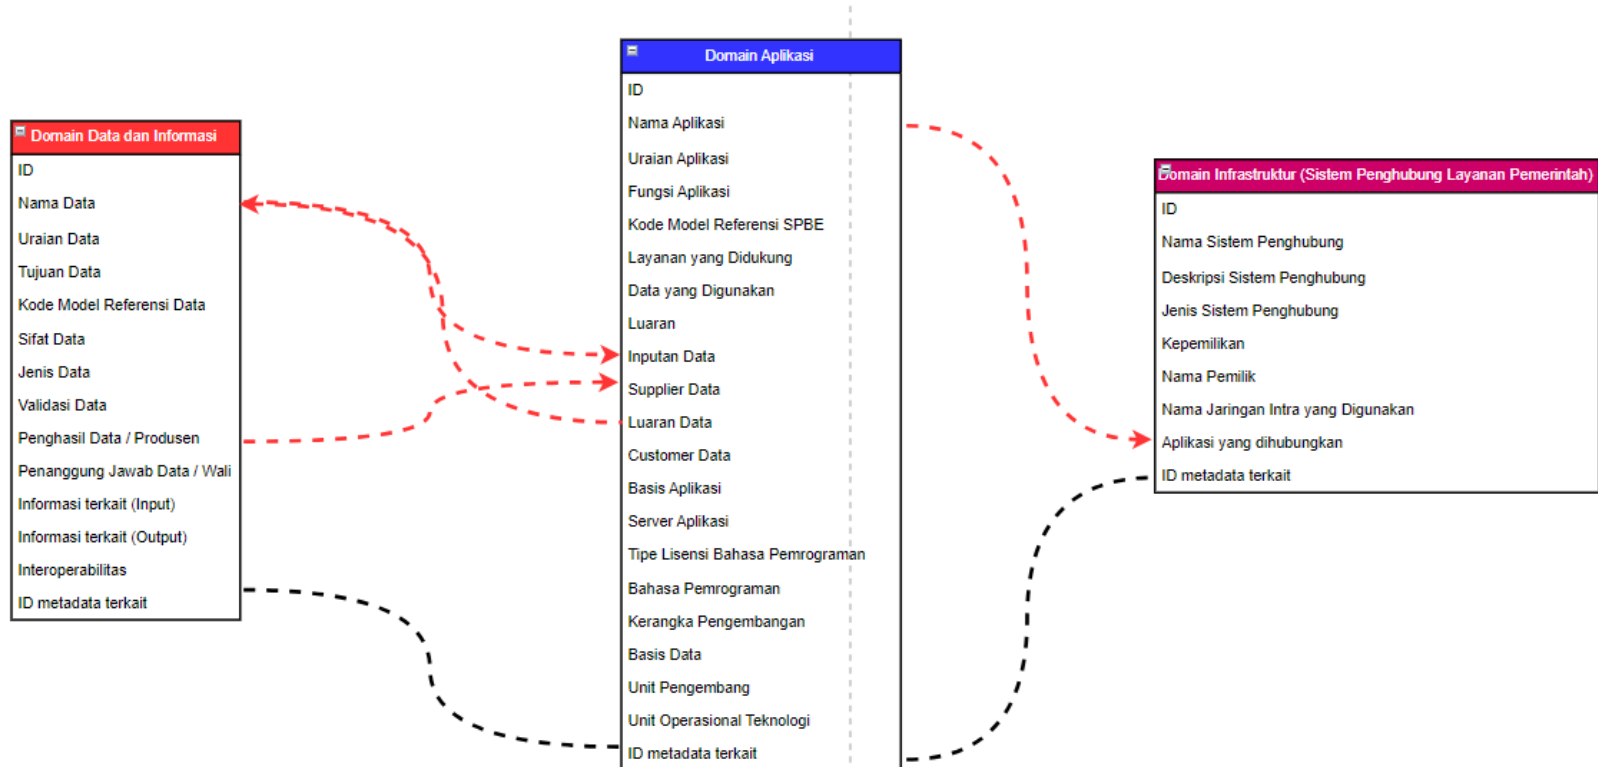 Domain Data dan Informasi
ID
Nama Data
Uraian Data
Tujuan Data
Kode Model Referensi Data
Sifat Data
Jenis Data
Validasi Data
Penghasil Data / Produsen
Penanggung Jawab Data / Wali
Informasi terkait (Input)
Informasi terkait (Output)
Interoperabilitas
ID metadata terkait
Domain Aplikasi
ID
Nama Aplikasi
Uraian Aplikasi
Fungsi Aplikasi
Kode Model Referensi SPBE
Layanan yang Didukung
Data yang Digunakan
Luaran
Inputan Data
Supplier Data
Luaran Data
Customer Data
Basis Aplikasi
Server Aplikasi
Tipe Lisensi Bahasa Pemrograman
Bahasa Pemrograman
Kerangka Pengembangan
Basis Data
Unit Pengembang
Unit Operasional Teknologi
ID metadata terkait
Domain Infrastruktur (Sistem Penghubung Layanan Pemerintah)
ID
Nama Sistem Penghubung
Deskripsi Sistem Penghubung
Jenis Sistem Penghubung
Kepemilikan
Nama Pemilik
Nama Jaringan Intra yang Digunakan
Aplikasi yang dihubungkan
ID metadata terkait